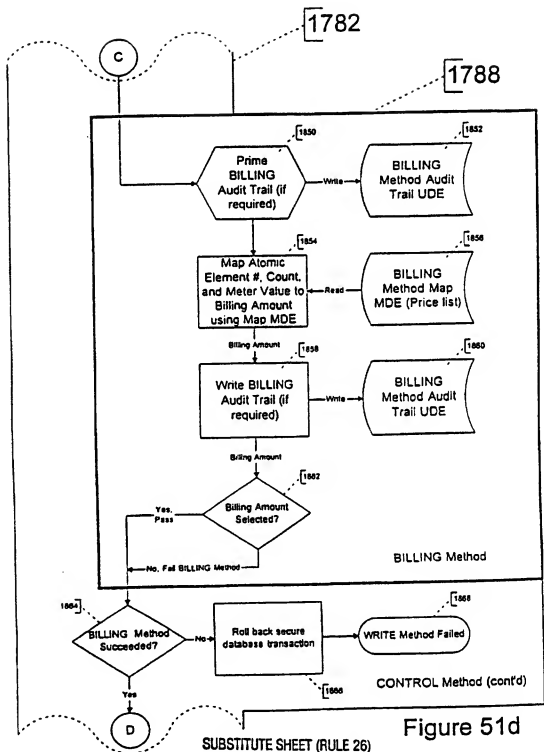 1782
C
1788
1850
Prime
BILLING
Audit Trail (if
required)
Write
1852
BILLING
Method Audit
Trail UDE
1854
Map Atomic
Element #, Count,
and Meter Value to
Billing Amount
using Map MDE
Read
1856
BILLING
Method Map
MDE (Price list)
Billing Amount
1858
Write BILLING
Audit Trail (if
required)
Write
1860
BILLING
Method Audit
Trail UDE
Billing Amount
1862
Billing Amount
Selected?
Yes,
Pass
No, Fail BILLING Method
BILLING Method
1864
BILLING Method
Succeeded?
No
Roll back secure
database transaction
1866
1868
WRITE Method Failed
CONTROL Method (cont'd)
Yes
D
Figure 51d
SUBSTITUTE SHEET (RULE 26)